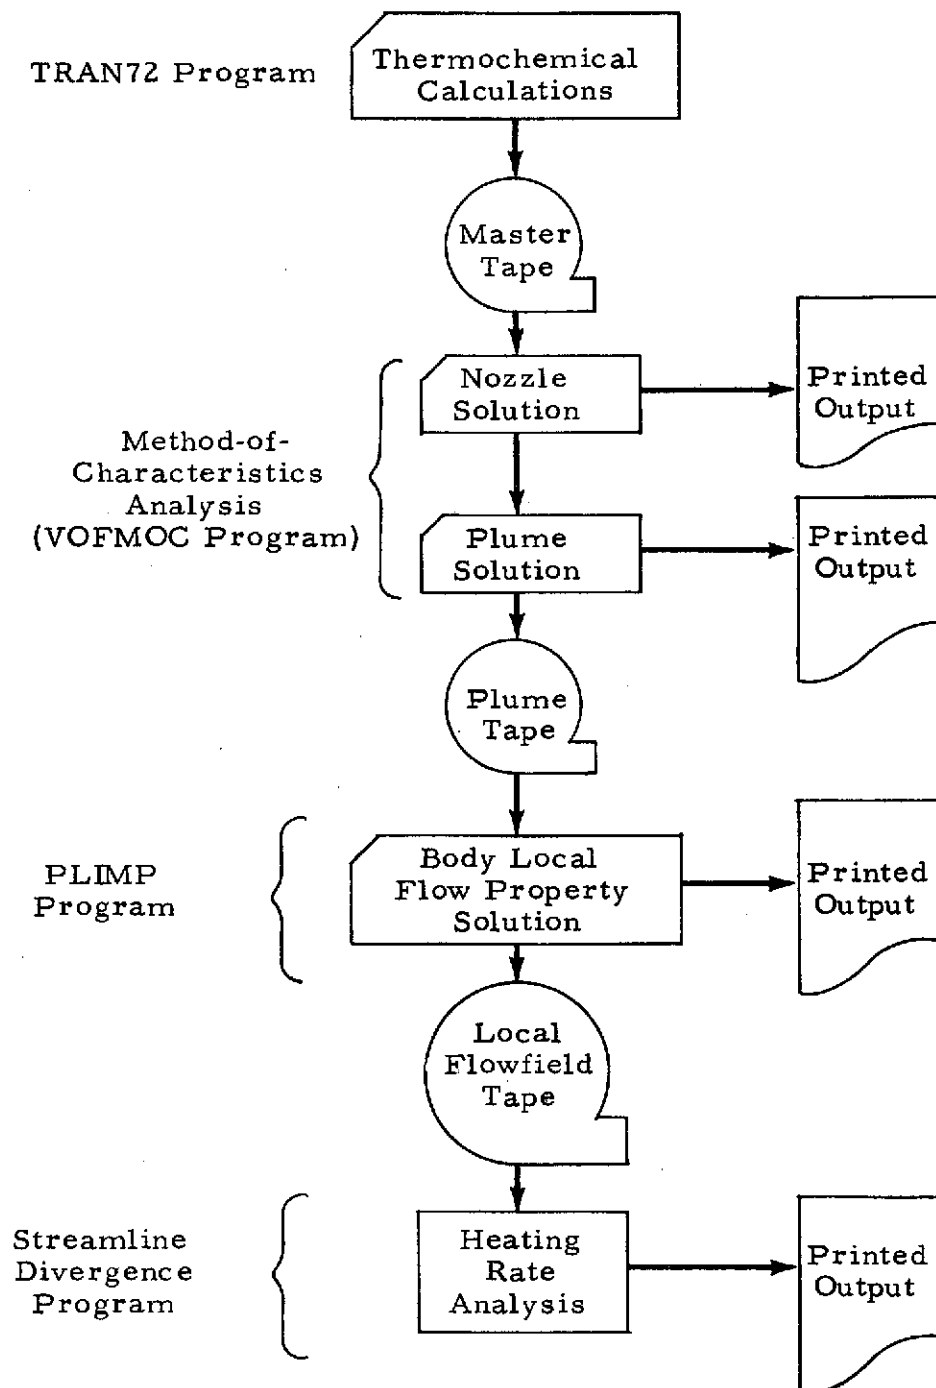 TRAN72 Program
Thermochemical
Calculations
Master
Tape
Method-of-
Characteristics
Analysis
(VOFMOC Program)
Nozzle
Solution
Printed
Output
Plume
Solution
Printed
Output
Plume
Tape
PLIMP
Program
Body Local
Flow Property
Solution
Printed
Output
Local
Flowfield
Tape
Streamline
Divergence
Program
Heating
Rate
Analysis
Printed
Output